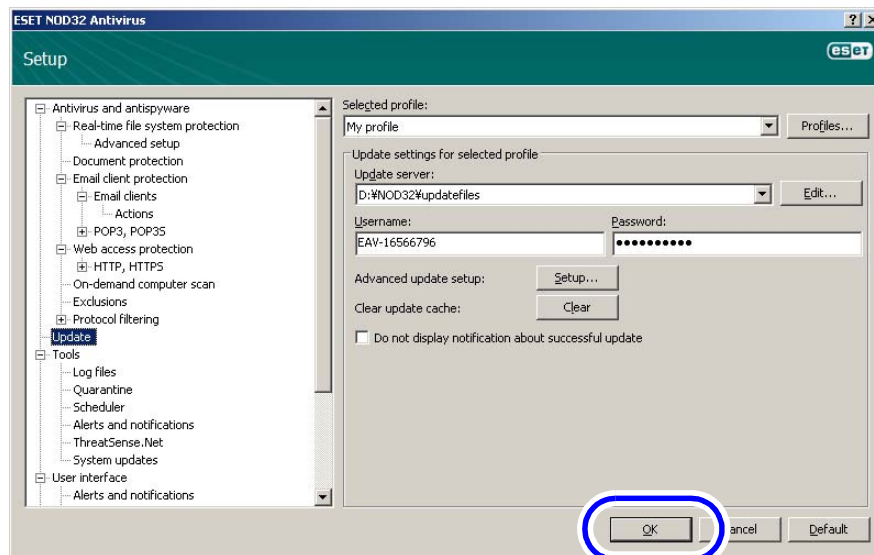 ESET NOD32 Antivirus
Setup
eset
Antivirus and antispyware
Real-time file system protection
Advanced setup
Document protection
Email client protection
Email clients
Actions
POP3, POP3S
Web access protection
HTTP, HTTPS
On-demand computer scan
Exclusions
Protocol filtering
Update
Tools
Log files
Quarantine
Scheduler
Alerts and notifications
ThreatSense.Net
System updates
User interface
Alerts and notifications
Selected profile:
My profile
Profiles...
Update settings for selected profile
Update server:
D:¥NOD32¥updatefiles
Edit...
Username:
Password:
EAV-16566796
●●●●●●●●●●
Advanced update setup:
Setup...
Clear update cache:
Clear
Do not display notification about successful update
OK
Cancel
Default